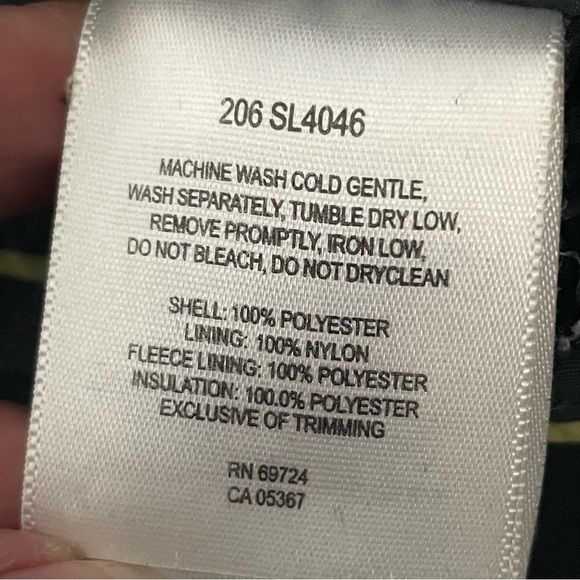 206 SL4046
MACHINE WASH COLD GENTLE,
WASH SEPARATELY, TUMBLE DRY LOW,
REMOVE PROMPTLY, IRON LOW,
DO NOT BLEACH, DO NOT DRYCLEAN
SHELL: 100% POLYESTER
LINING: 100% NYLON
FLEECE LINING: 100% POLYESTER
INSULATION: 100.0% POLYESTER
EXCLUSIVE OF TRIMMING
RN 69724
CA 05367